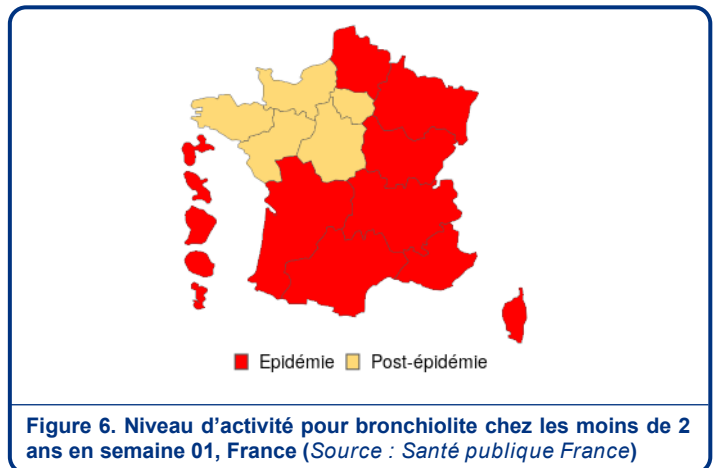 Epidémie Post-épidémie
Figure 6. Niveau d’activité pour bronchiolite chez les moins de 2
ans en semaine 01, France (Source : Santé publique France)